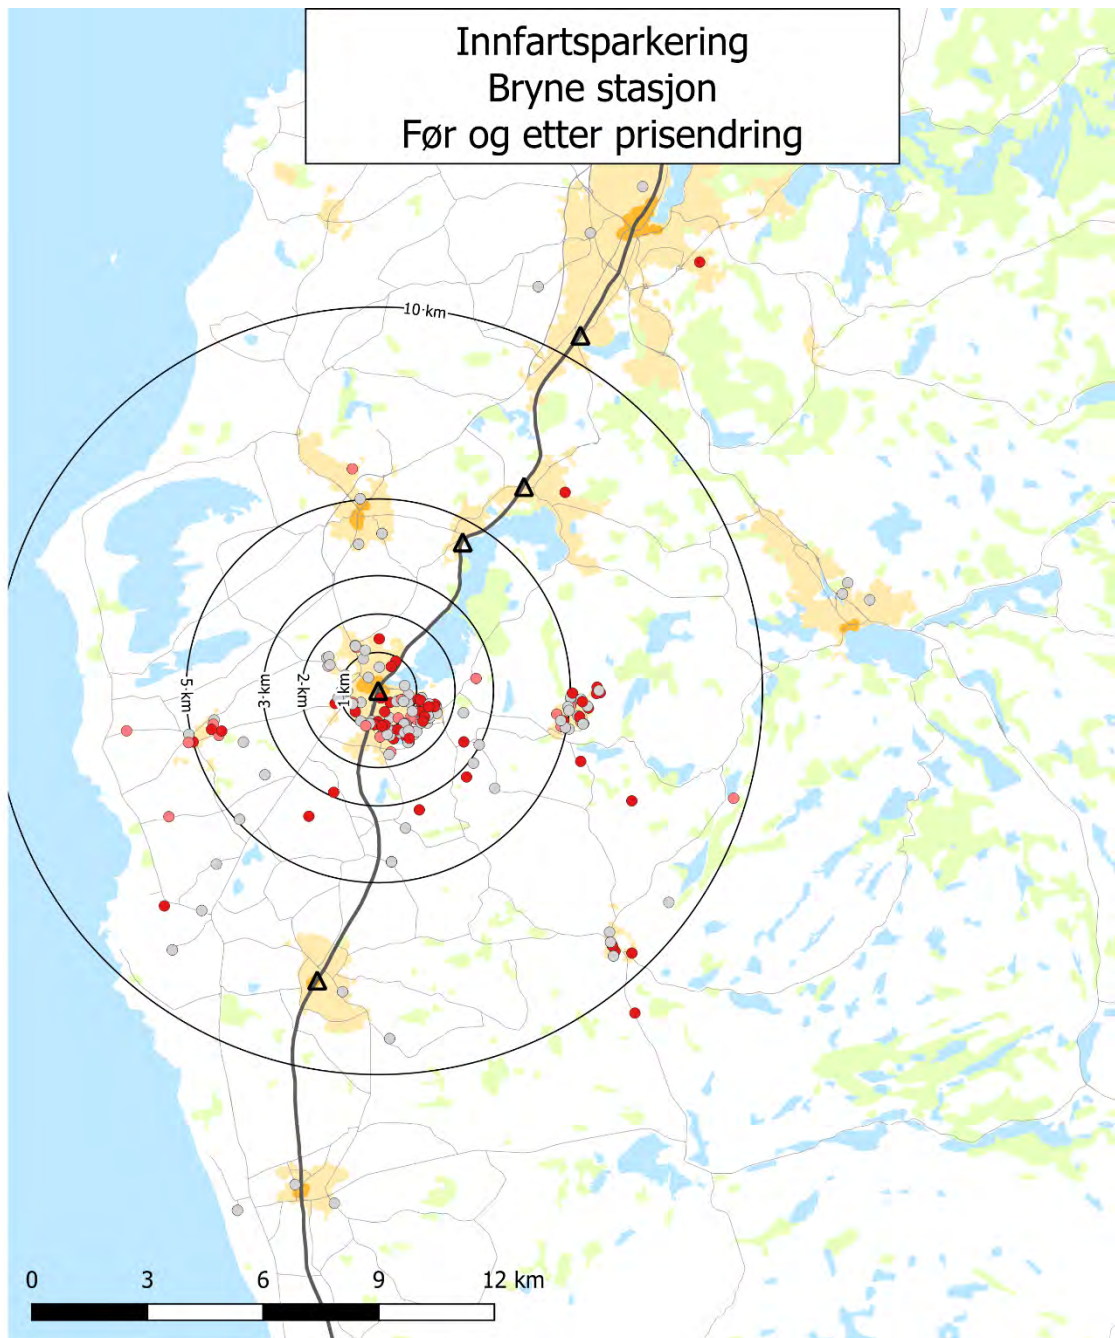 Innfartsparkering
Bryne stasjon
Før og etter prisendring
10 km
5 km
3 km
2 km
1 km
0 3 6 9 12 km